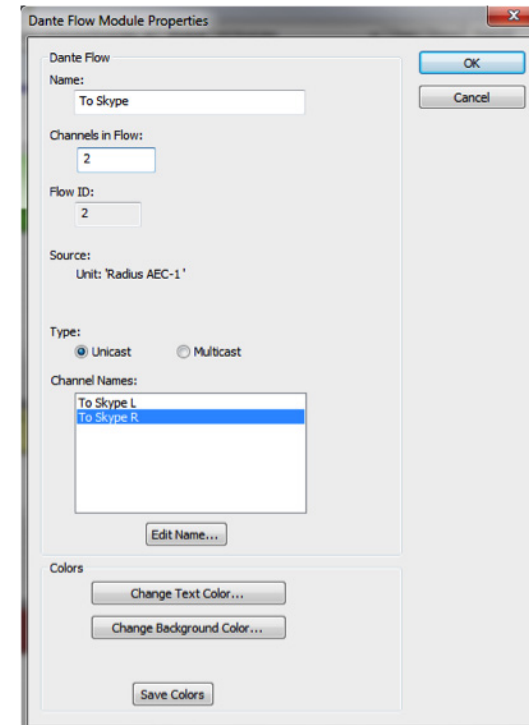 Dante Flow Module Properties
Dante Flow
OK
Name:
To Skype
Cancel
Channels in Flow:
2
Flow ID:
2
Source:
Unit: 'Radius AEC-1'
Type:
Unicast Multicast
Channel Names:
To Skype L
To Skype R
Edit Name...
Colors
Change Text Color...
Change Background Color...
Save Colors